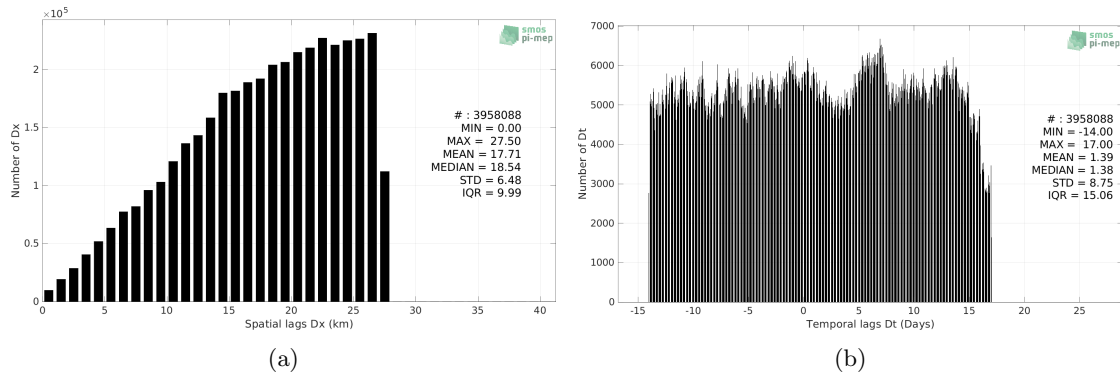 ×10⁵
smos
pi-mep
2
1.5
1
0.5
0
Number of Dx
# : 3958088
MIN = 0.00
MAX = 27.50
MEAN = 17.71
MEDIAN = 18.54
STD = 6.48
IQR = 9.99
0 5 10 15 20 25 30 35 40
Spatial lags Dx (km)
(a)
7000
6000
5000
4000
3000
2000
1000
0
Number of Dt
smos
pi-mep
# : 3958088
MIN = -14.00
MAX = 17.00
MEAN = 1.39
MEDIAN = 1.38
STD = 8.75
IQR = 15.06
-15 -10 -5 0 5 10 15 20 25
Temporal lags Dt (Days)
(b)